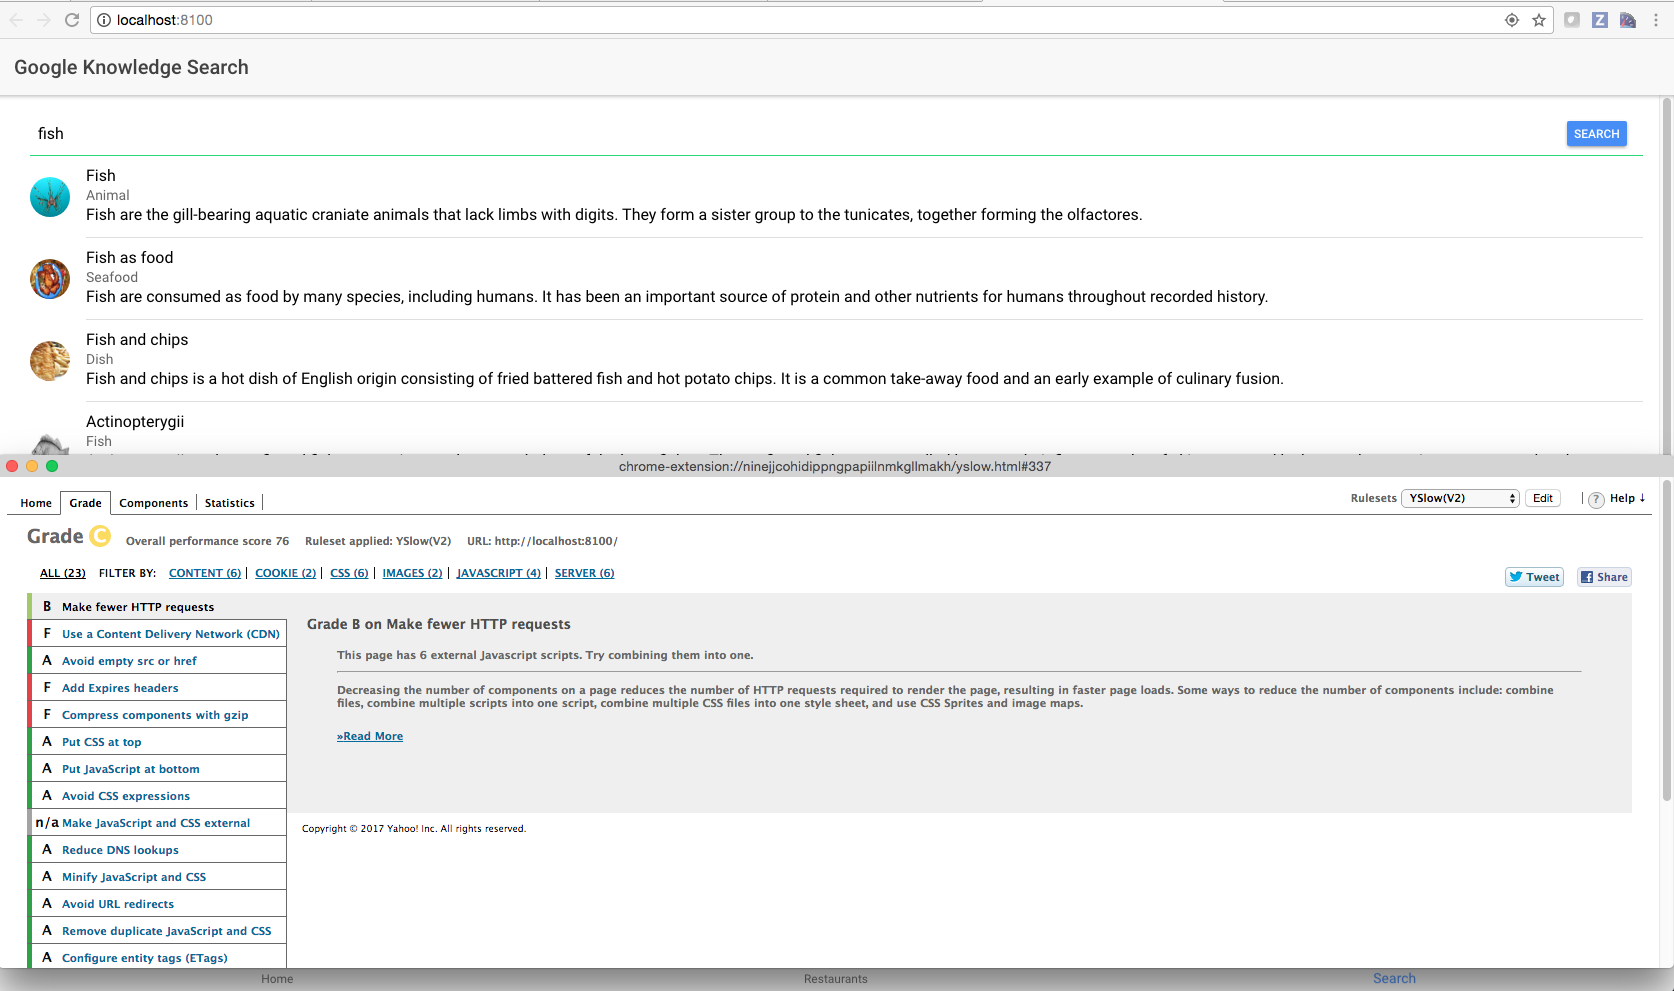 localhost:8100
Z
Google Knowledge Search
fish
SEARCH
Fish
Animal
Fish are the gill-bearing aquatic craniate animals that lack limbs with digits. They form a sister group to the tunicates, together forming the olfactores.
Fish as food
Seafood
Fish are consumed as food by many species, including humans. It has been an important source of protein and other nutrients for humans throughout recorded history.
Fish and chips
Dish
Fish and chips is a hot dish of English origin consisting of fried battered fish and hot potato chips. It is a common take-away food and an early example of culinary fusion.
Actinopterygii
Fish
chrome-extension://ninejjcohidippngpapiilnmkgllmakh/yslow.html#337
Home Grade Components Statistics Rulesets YSlow(V2) Edit ? Help ↓
Grade C Overall performance score 76 Ruleset applied: YSlow(V2) URL: http://localhost:8100/
ALL (23) FILTER BY: CONTENT (6) | COOKIE (2) | CSS (6) | IMAGES (2) | JAVASCRIPT (4) | SERVER (6)
Tweet Share
B Make fewer HTTP requests
F Use a Content Delivery Network (CDN)
A Avoid empty src or href
F Add Expires headers
F Compress components with gzip
A Put CSS at top
A Put JavaScript at bottom
A Avoid CSS expressions
n/a Make JavaScript and CSS external
A Reduce DNS lookups
A Minify JavaScript and CSS
A Avoid URL redirects
A Remove duplicate JavaScript and CSS
A Configure entity tags (ETags)
Grade B on Make fewer HTTP requests
This page has 6 external Javascript scripts. Try combining them into one.
Decreasing the number of components on a page reduces the number of HTTP requests required to render the page, resulting in faster page loads. Some ways to reduce the number of components include: combine
files, combine multiple scripts into one script, combine multiple CSS files into one style sheet, and use CSS Sprites and image maps.
»Read More
Copyright © 2017 Yahoo! Inc. All rights reserved.
Home Restaurants Search